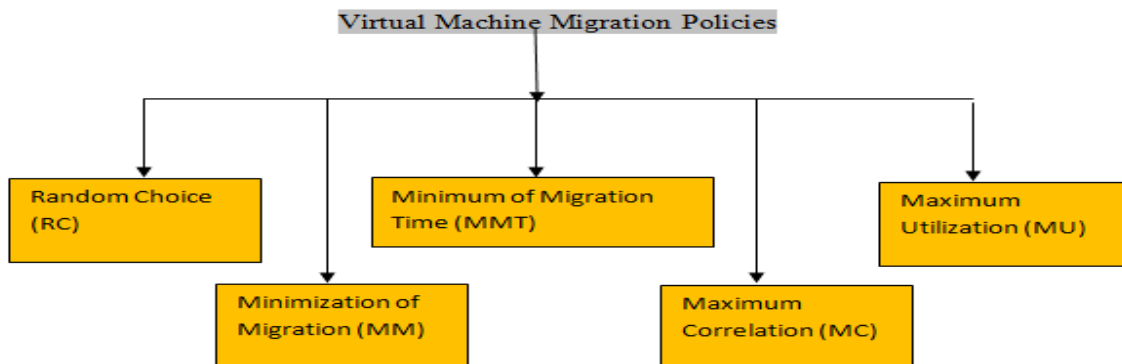 Virtual Machine Migration Policies
Random Choice
(RC)
Minimum of Migration
Time (MMT)
Maximum
Utilization (MU)
Minimization of
Migration (MM)
Maximum
Correlation (MC)